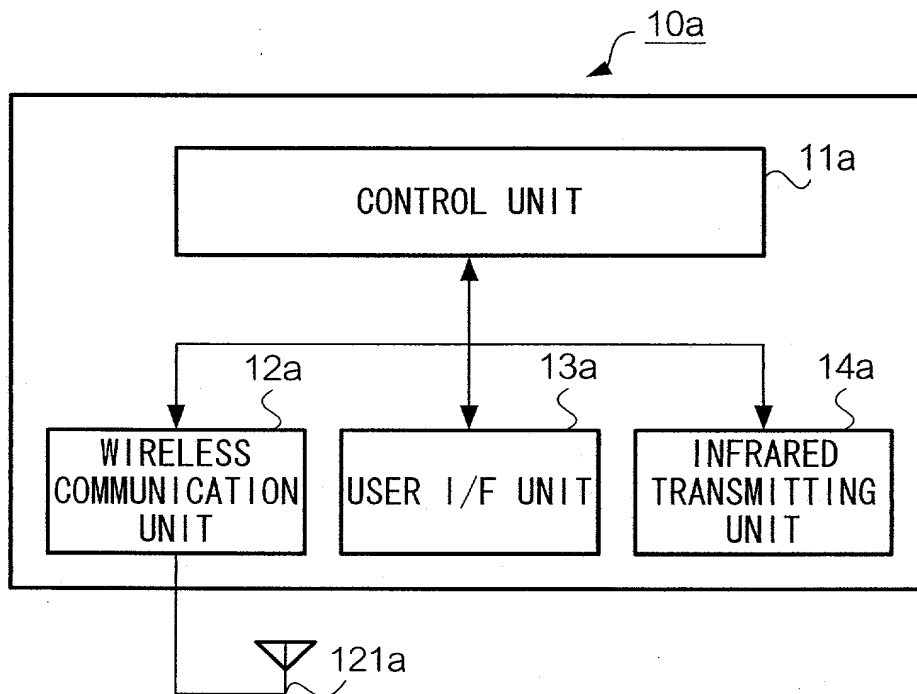 10a
11a
CONTROL UNIT
12a
13a
14a
WIRELESS
COMMUNICATION
UNIT
USER I/F UNIT
INFRARED
TRANSMITTING
UNIT
121a